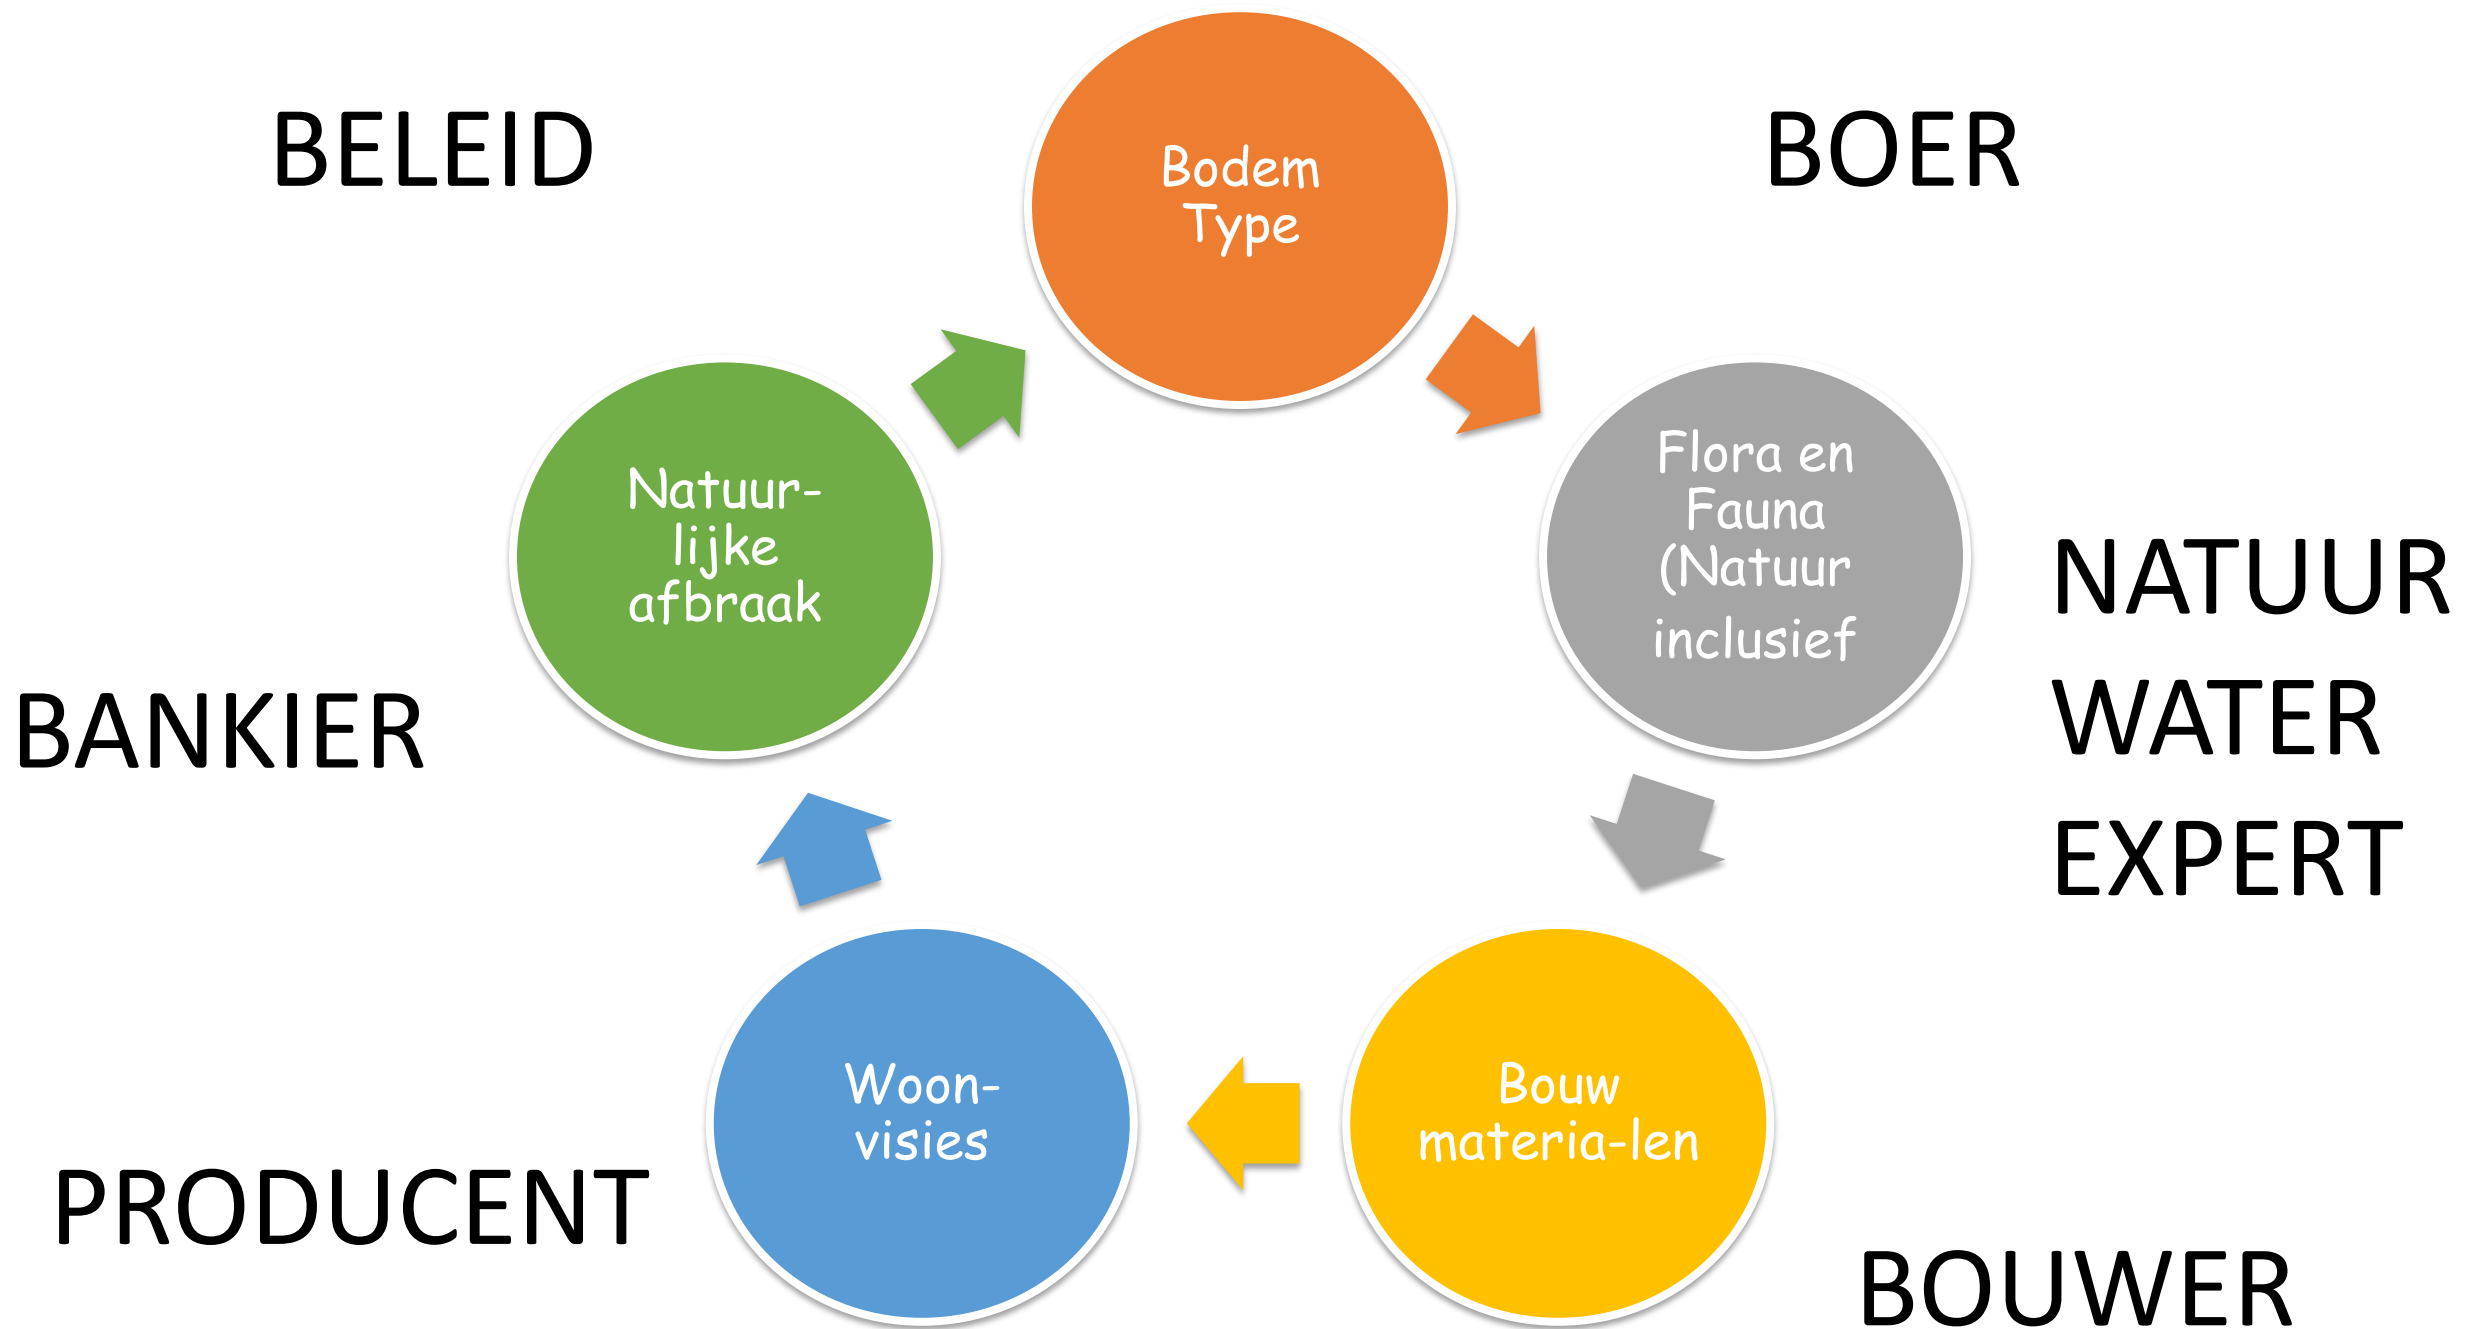 BELEID
Bodem
Type
BOER
Natuur-
lijke
afbraak
Flora en
Fauna
(Natuur
inclusief
NATUUR
WATER
EXPERT
BANKIER
Woon-
visies
Bouw
materia-len
PRODUCENT
BOUWER